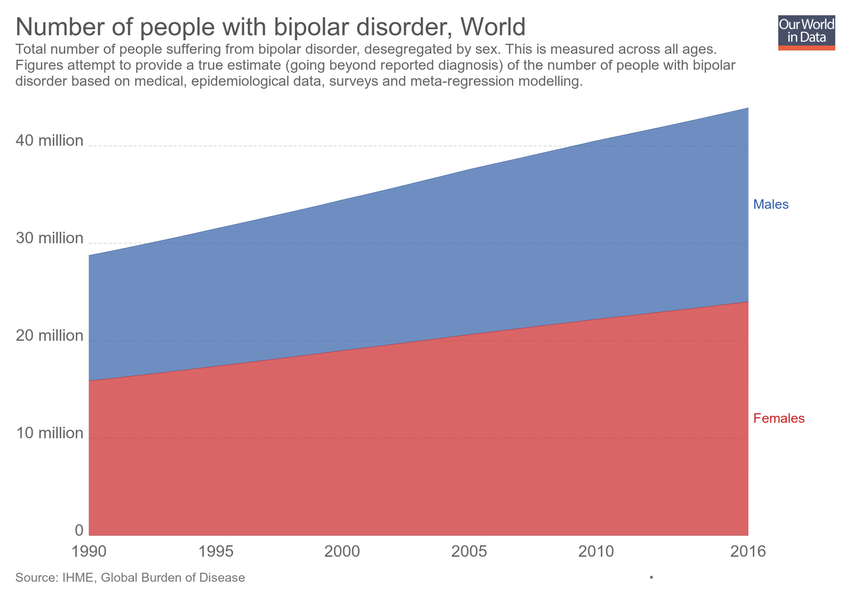 Number of people with bipolar disorder, World
Our World
in Data
Total number of people suffering from bipolar disorder, desegregated by sex. This is measured across all ages.
Figures attempt to provide a true estimate (going beyond reported diagnosis) of the number of people with bipolar
disorder based on medical, epidemiological data, surveys and meta-regression modelling.
40 million
30 million
20 million
10 million
0
Males
Females
1990 1995 2000 2005 2010 2016
Source: IHME, Global Burden of Disease